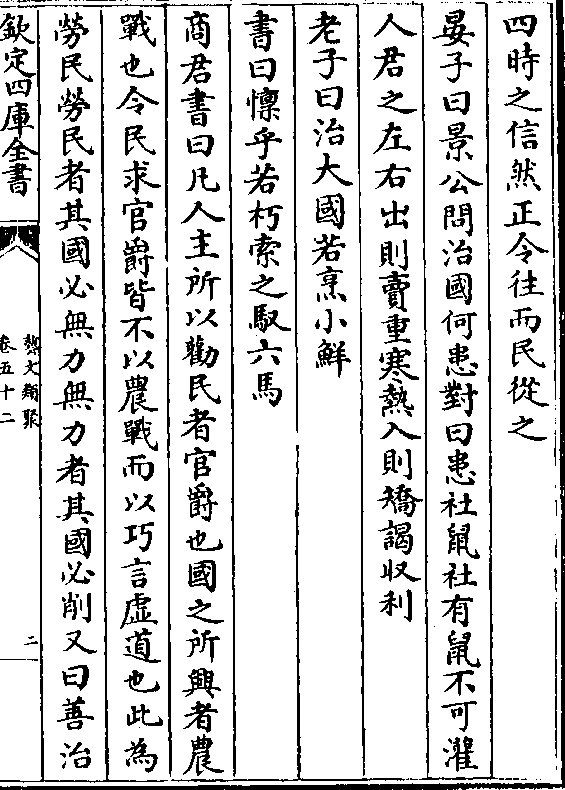 四時之信然正令往而民從之
晏子曰景公問治國何患對曰患社鼠社有鼠不可濯
人君之左右出則賣重寒熱入則矯謁收利
老子曰治大國若烹小鮮
書曰懍乎若朽索之馭六馬
商君書曰凡人主所以勸民者官爵也國之所興者農
戰也令民求官爵皆不以農戰而以巧言虛道也此為
勞民勞民者其國必無力無力者其國必削又曰善治
欽定四庫全書
藝文類聚
卷五十二
二